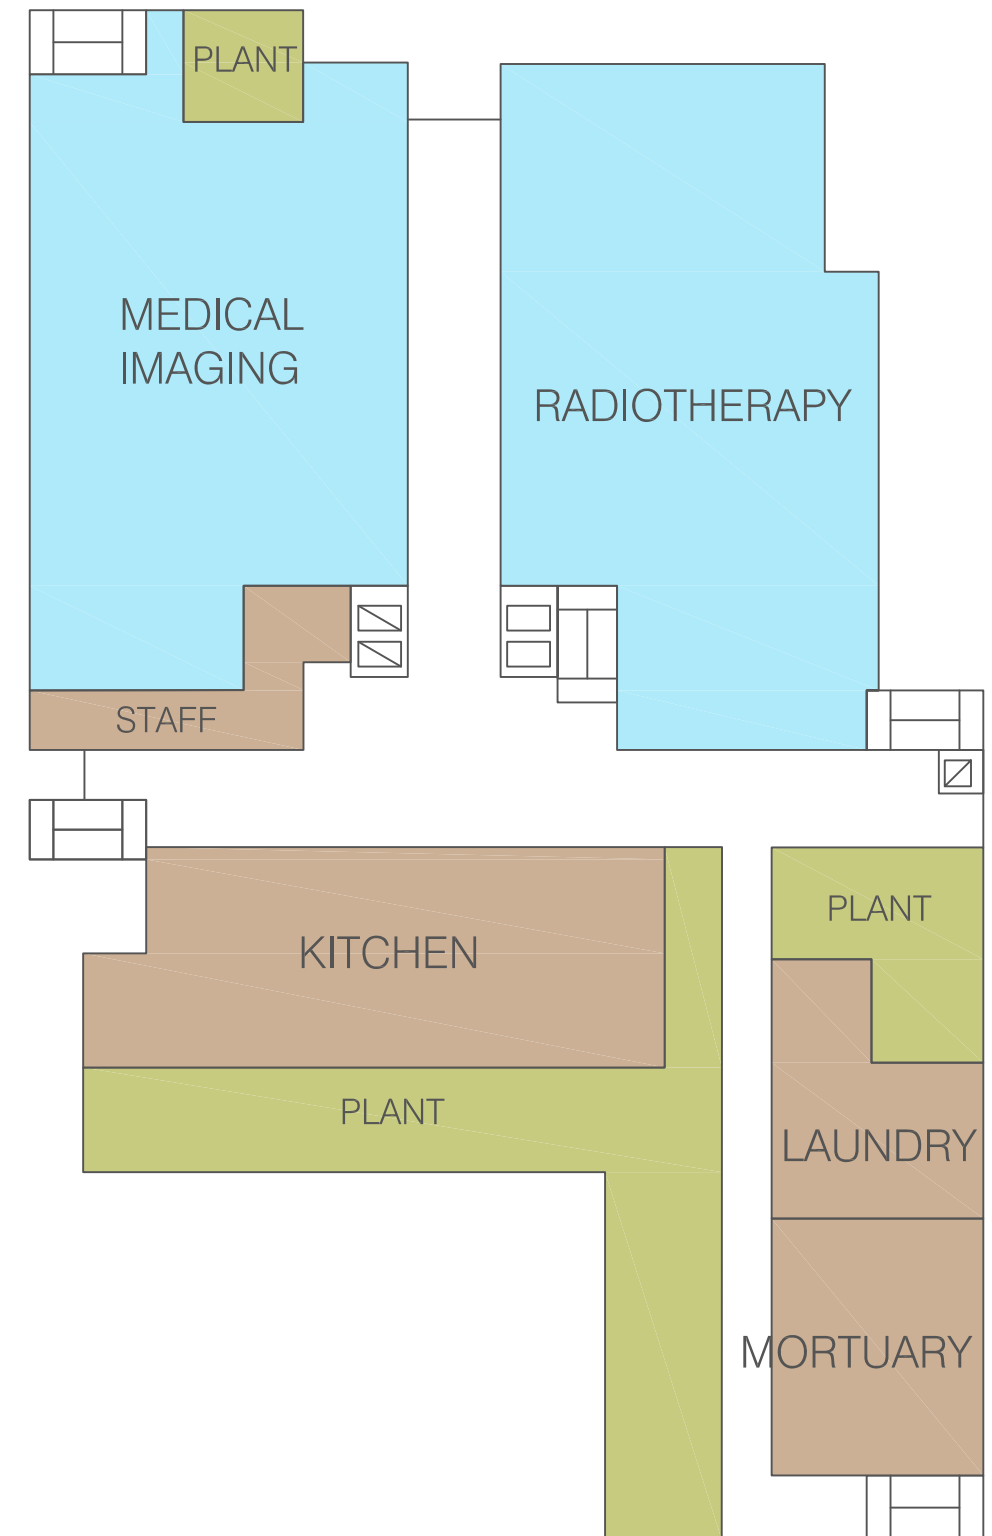 PLANT
MEDICAL
IMAGING
RADIOTHERAPY
STAFF
PLANT
KITCHEN
PLANT
LAUNDRY
MORTUARY